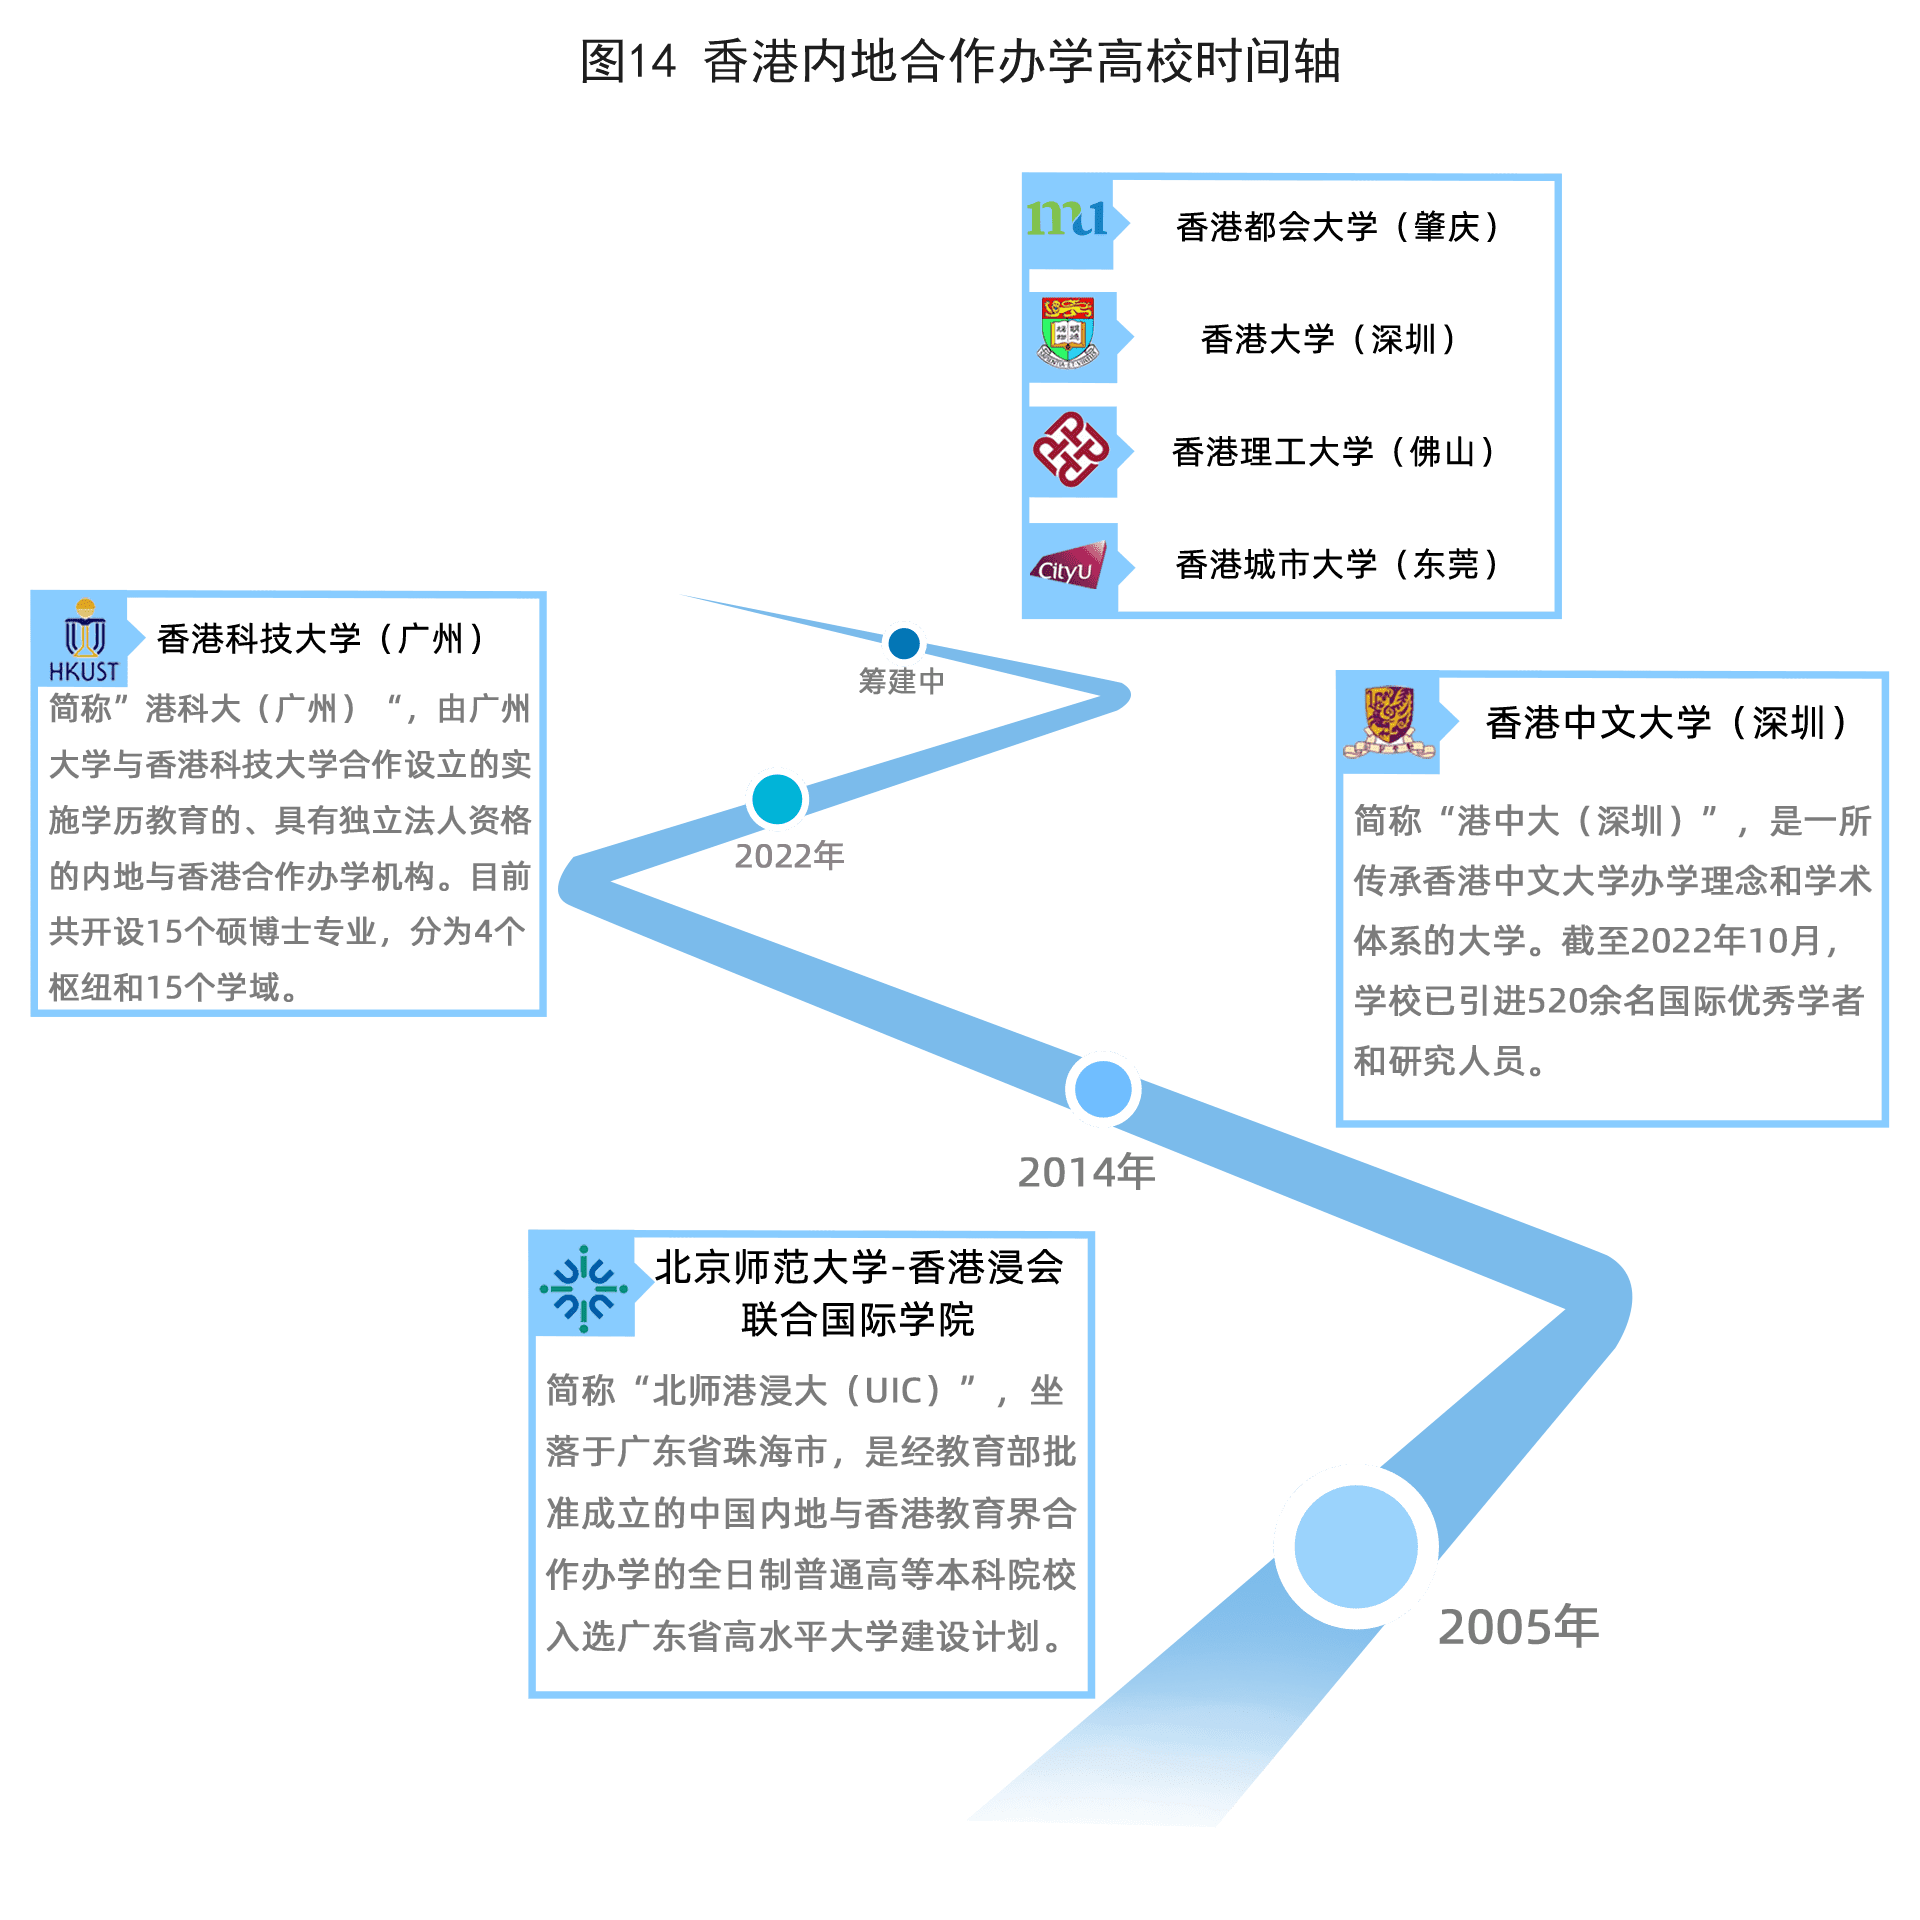 图14 香港内地合作办学高校时间轴
mu
香港都会大学（肇庆）
香港大学（深圳）
香港理工大学（佛山）
CityU
香港城市大学（东莞）
筹建中
HKUST
香港科技大学（广州）
简称”港科大（广州）“，由广州
大学与香港科技大学合作设立的实
施学历教育的、具有独立法人资格
的内地与香港合作办学机构。目前
共开设15个硕博士专业，分为4个
枢纽和15个学域。
2022年
香港中文大学（深圳）
简称“港中大（深圳）”，是一所
传承香港中文大学办学理念和学术
体系的大学。截至2022年10月，
学校已引进520余名国际优秀学者
和研究人员。
2014年
北京师范大学-香港浸会
联合国际学院
简称“北师港浸大（UIC）”，坐
落于广东省珠海市，是经教育部批
准成立的中国内地与香港教育界合
作办学的全日制普通高等本科院校
入选广东省高水平大学建设计划。
2005年